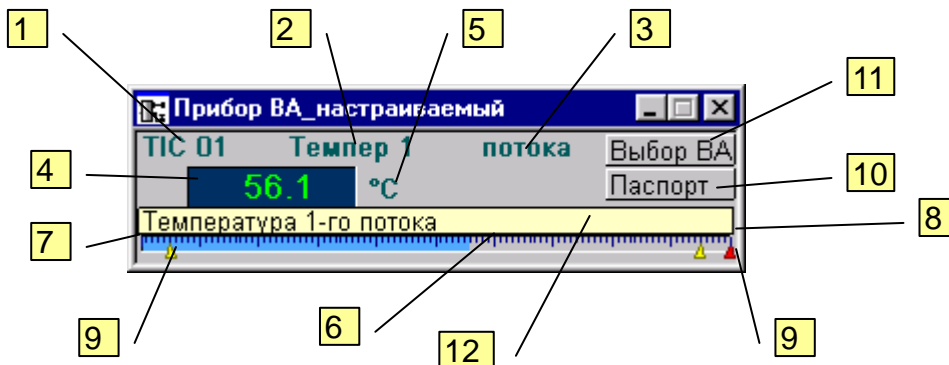 1 2 5 3
11
Прибор ВА_настраиваемый
TIC 01 Темпер 1 потока Выбор ВА
4 56.1 °C Паспорт 10
Температура 1-го потока
7 8
9 6 12 9